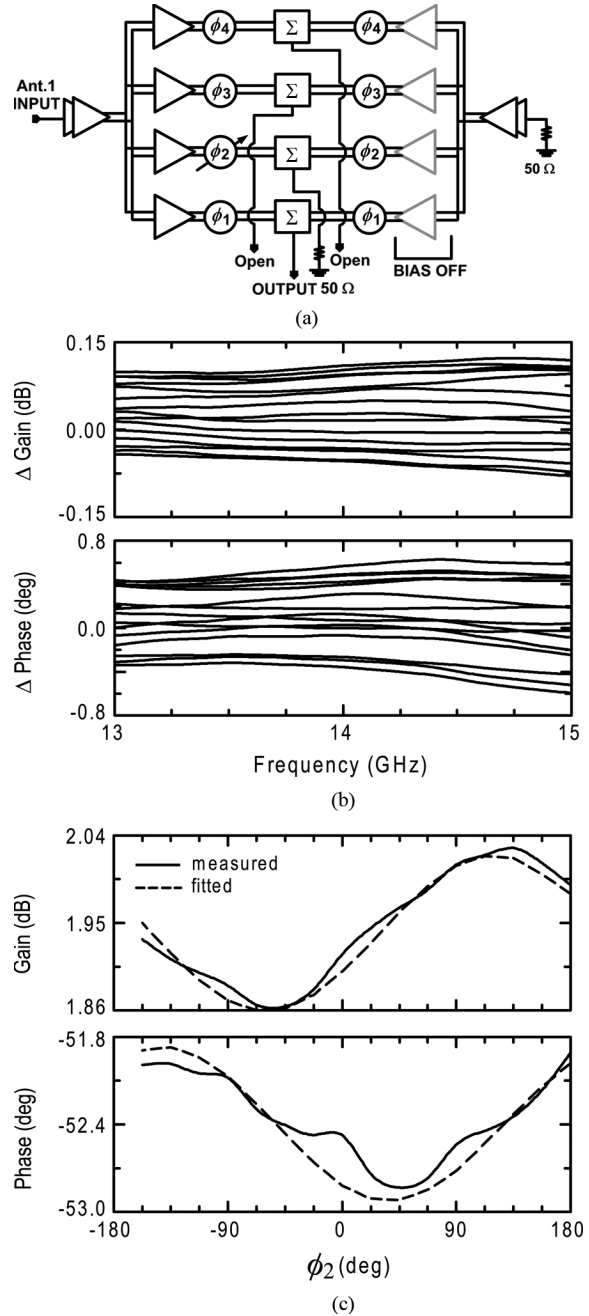 ϕ4 Σ ϕ4
Ant.1
INPUT
ϕ3 Σ ϕ3
ϕ2 Σ ϕ2
50 Ω
ϕ1 Σ ϕ1
Open
Open
OUTPUT 50 Ω
BIAS OFF
(a)
0.15
0.00
-0.15
Δ Gain (dB)
0.8
0.0
-0.8
Δ Phase (deg)
13 14 15
Frequency (GHz)
(b)
2.04
1.95
1.86
Gain (dB)
measured
fitted
-51.8
-52.4
-53.0
Phase (deg)
-180 -90 0 90 180
ϕ2 (deg)
(c)